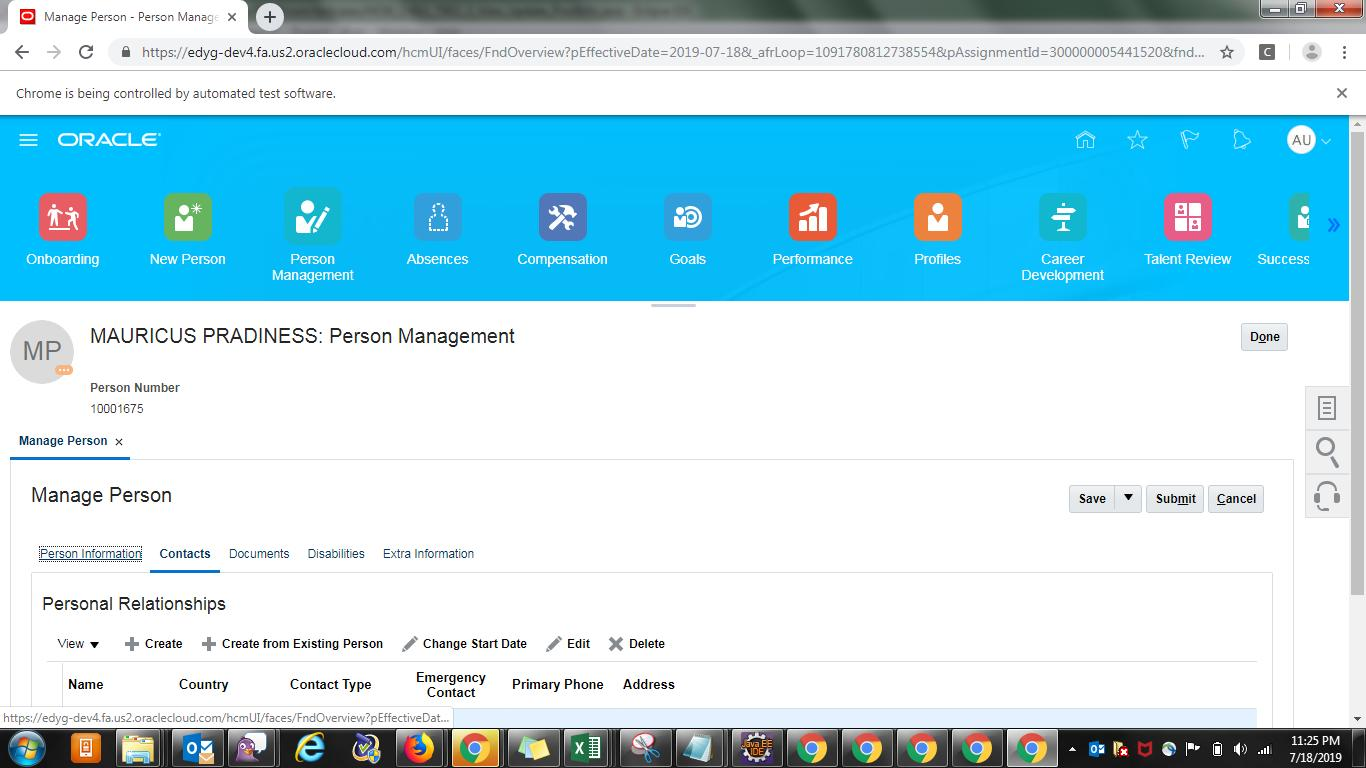 Manage Person - Person Manage
https://edyg-dev4.fa.us2.oraclecloud.com/hcmUI/faces/FndOverview?pEffectiveDate=2019-07-18&_afrLoop=1091780812738554&pAssignmentId=300000005441520&fnd...
C
Chrome is being controlled by automated test software.
ORACLE
AU
Onboarding
New Person
Person Management
Absences
Compensation
Goals
Performance
Profiles
Career Development
Talent Review
Success
MP
MAURICUS PRADINESS: Person Management
Done
Person Number
10001675
Manage Person
Manage Person
Save
Submit
Cancel
Person Information
Contacts
Documents
Disabilities
Extra Information
Personal Relationships
View
Create
Create from Existing Person
Change Start Date
Edit
Delete
Name
Country
Contact Type
Emergency Contact
Primary Phone
Address
https://edyg-dev4.fa.us2.oraclecloud.com/hcmUI/faces/FndOverview?pEffectiveDat...
Java EE
IDE
11:25 PM
7/18/2019